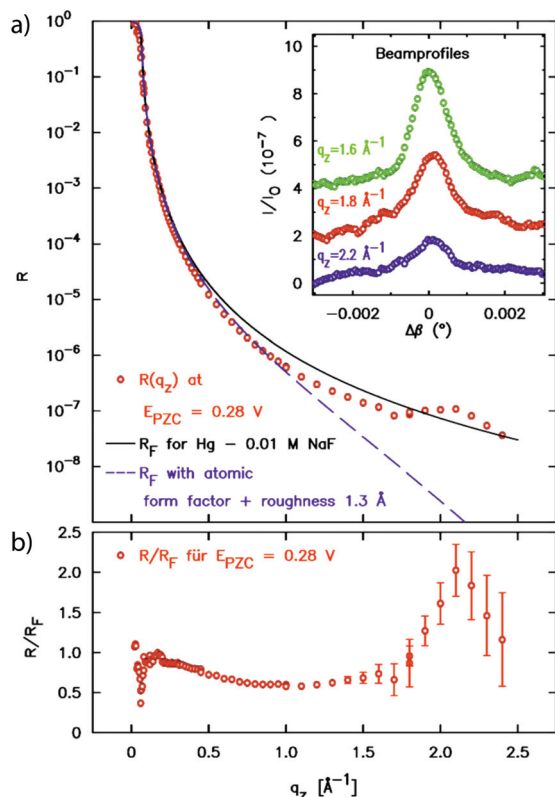 a)
10⁰
10⁻¹
10⁻²
10⁻³
10⁻⁴
10⁻⁵
10⁻⁶
10⁻⁷
10⁻⁸
R
Beamprofiles
10
8
6
4
2
0
I/I₀ (10⁻⁷)
q_z=1.6 Å⁻¹
q_z=1.8 Å⁻¹
q_z=2.2 Å⁻¹
−0.002 0 0.002
Δβ (°)
R(q_z) at
E_PZC = 0.28 V
R_F for Hg − 0.01 M NaF
R_F with atomic
form factor + roughness 1.3 Å
b)
2.5
2.0
1.5
1.0
0.5
0.0
R/R_F
R/R_F für E_PZC = 0.28 V
0 0.5 1.0 1.5 2.0 2.5
q_z [Å⁻¹]